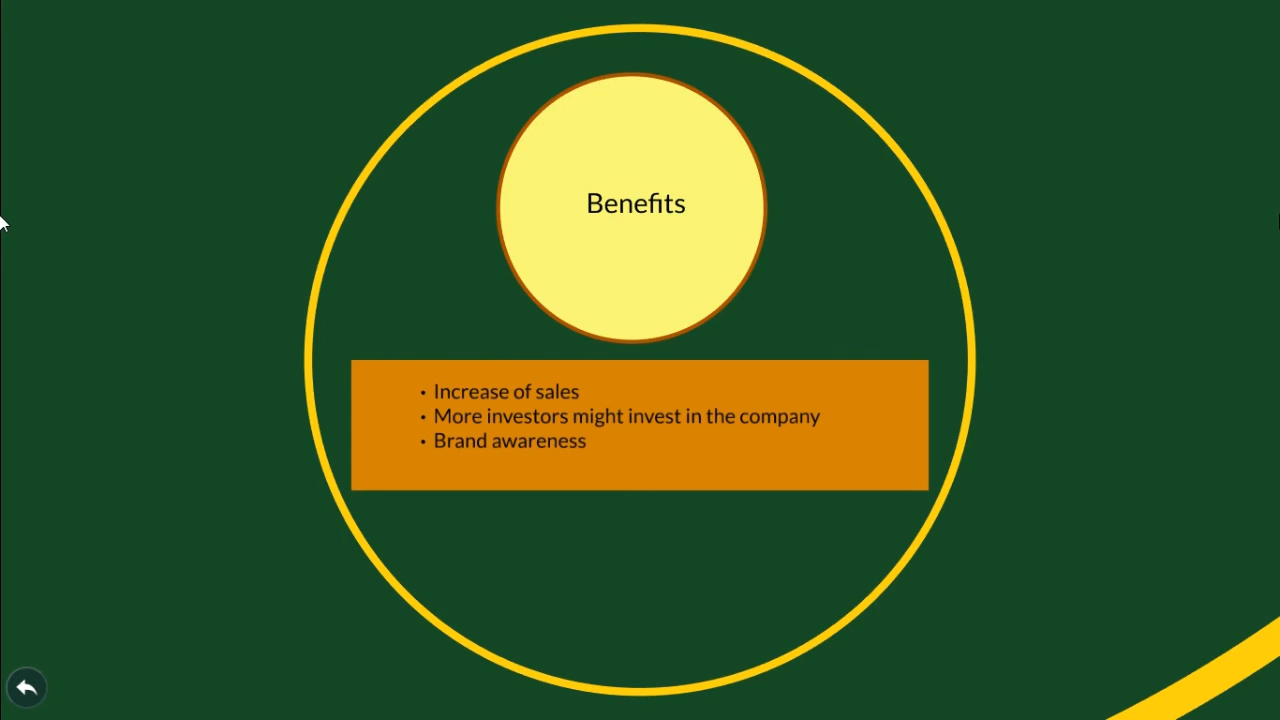 Benefits
• Increase of sales
• More investors might invest in the company
• Brand awareness